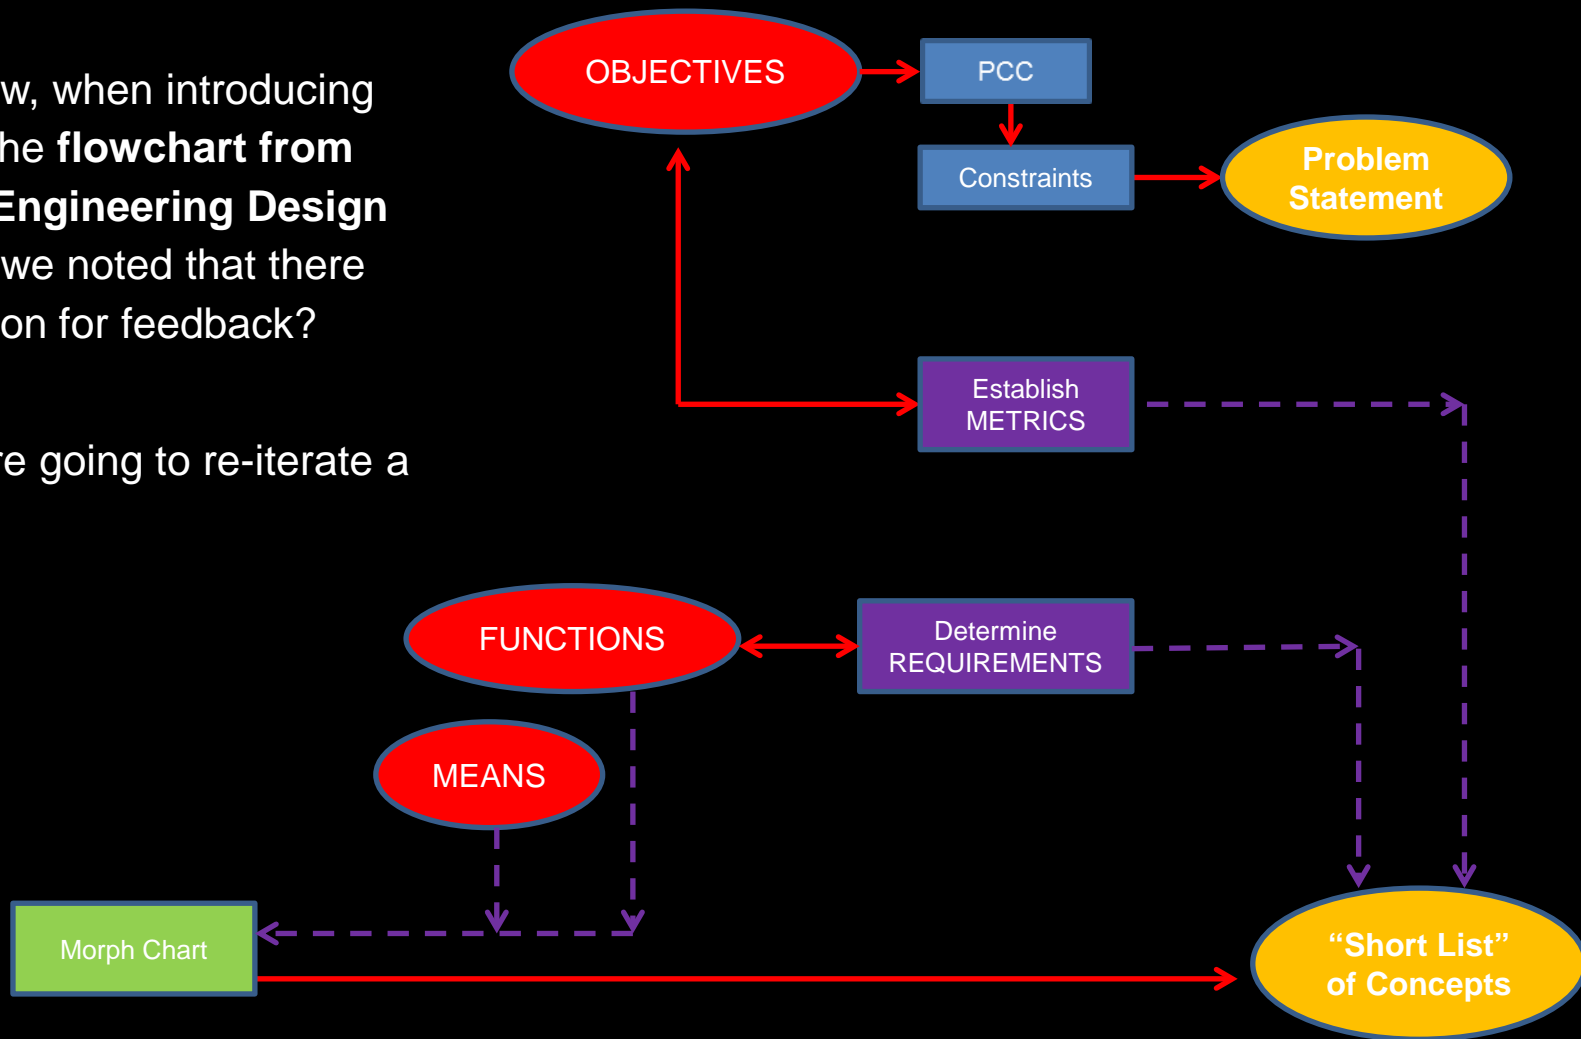 w, when introducing
he flowchart from
Engineering Design
we noted that there
on for feedback?
re going to re-iterate a
OBJECTIVES
PCC
Constraints
Problem
Statement
Establish
METRICS
FUNCTIONS
Determine
REQUIREMENTS
MEANS
Morph Chart
“Short List”
of Concepts